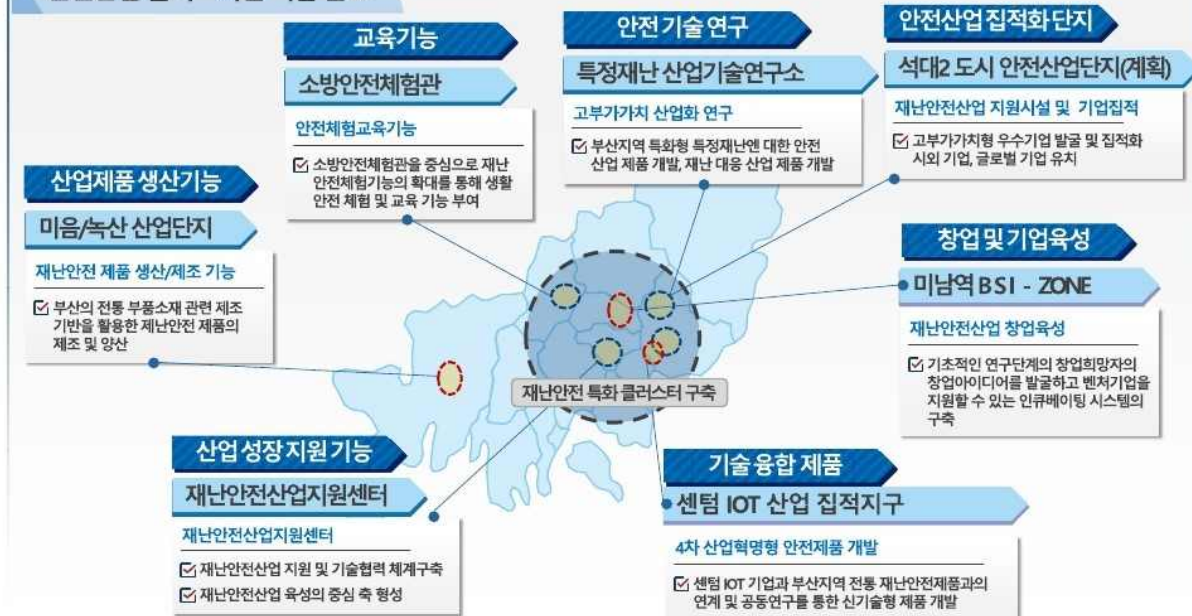 교육기능
소방안전체험관
안전체험교육기능
소방안전체험관을 중심으로 재난
안전체험기능의 확대를 통해 생활
안전 체험 및 교육 기능 부여
안전 기술 연구
특정재난 산업기술연구소
고부가가치 산업화 연구
부산지역 특화형 특정재난엔 대한 안전
산업 제품 개발, 재난 대응 산업 제품 개발
안전산업 집적화 단지
석대2 도시 안전산업단지(계획)
재난안전산업 지원시설 및 기업집적
고부가가치형 우수기업 발굴 및 집적화
시외 기업, 글로벌 기업 유치
산업제품 생산기능
미음/녹산 산업단지
재난안전 제품 생산/제조 기능
부산의 전통 부품소재 관련 제조
기반을 활용한 제난안전 제품의
제조 및 양산
창업 및 기업육성
미남역 BSI - ZONE
재난안전산업 창업육성
기초적인 연구단계의 창업희망자의
창업아이디어를 발굴하고 벤처기업을
지원할 수 있는 인큐베이팅 시스템의
구축
재난안전 특화 클러스터 구축
산업 성장 지원 기능
재난안전산업지원센터
재난안전산업지원센터
재난안전산업 지원 및 기술협력 체계구축
재난안전산업 육성의 중심 축 형성
기술 융합 제품
센텀 IOT 산업 집적지구
4차 산업혁명형 안전제품 개발
센텀 IOT 기업과 부산지역 전통 재난안전제품과의
연계 및 공동연구를 통한 신기술형 제품 개발